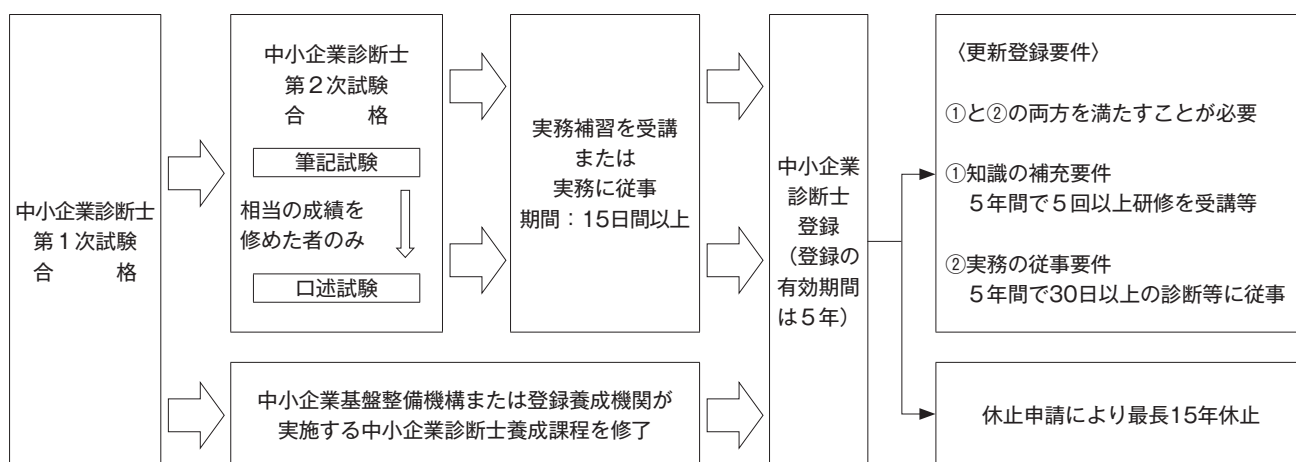 中小企業診断士
第1次試験
合　　格
中小企業診断士
第2次試験
合　　格
筆記試験
相当の成績を
修めた者のみ
口述試験
実務補習を受講
または
実務に従事
期間：15日間以上
中小企業基盤整備機構または登録養成機関が
実施する中小企業診断士養成課程を修了
中小企業
診断士
登録
（登録の
有効期間
は5年）
〈更新登録要件〉
①と②の両方を満たすことが必要
①知識の補充要件
5年間で5回以上研修を受講等
②実務の従事要件
5年間で30日以上の診断等に従事
休止申請により最長15年休止